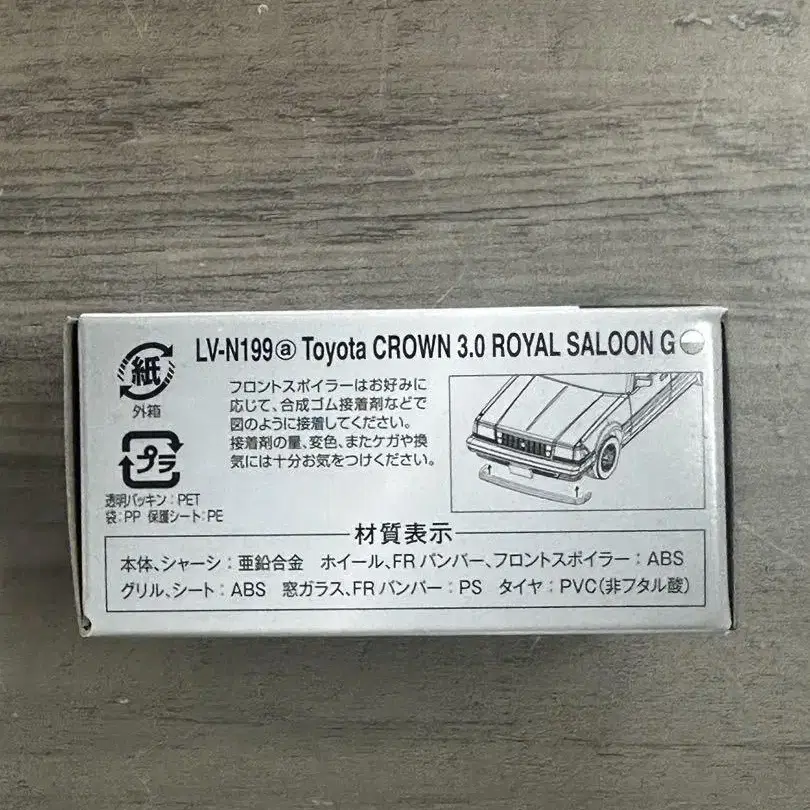 LV-N199ⓐ Toyota CROWN 3.0 ROYAL SALOON G
紙
外箱
フロントスポイラーはお好みに
応じて、合成ゴム接着剤などで
図のように接着してください。
接着剤の量、変色、またケガや換
気には十分お気をつけください。
プラ
透明パッキン:PET
袋:PP 保護シート:PE
材質表示
本体、シャーシ:亜鉛合金 ホイール、FRバンパー、フロントスポイラー:ABS
グリル、シート:ABS 窓ガラス、FRバンパー:PS タイヤ:PVC(非フタル酸)